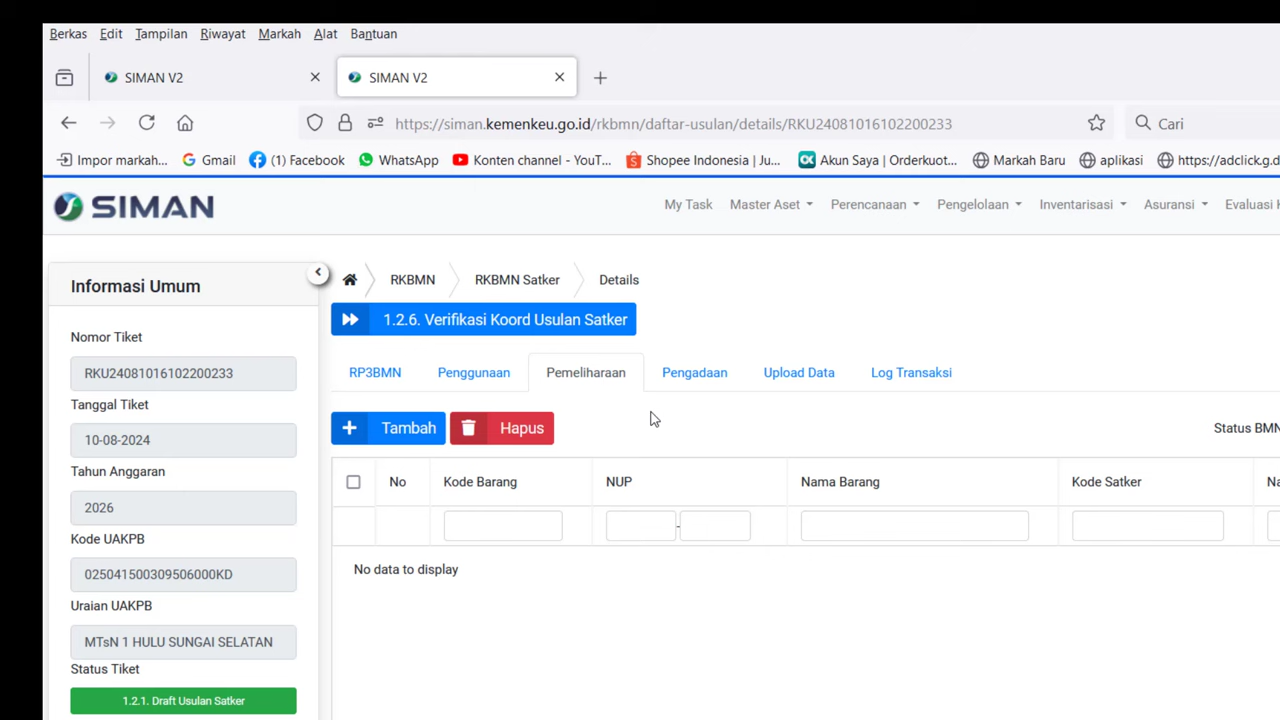 Berkas Edit Tampilan Riwayat Markah Alat Bantuan
SIMAN V2 SIMAN V2
https://siman.kemenkeu.go.id/rkbmn/daftar-usulan/details/RKU24081016102200233 Cari
Impor markah... Gmail (1) Facebook WhatsApp Konten channel - YouT... Shopee Indonesia | Ju... Akun Saya | Orderkuot... Markah Baru aplikasi https://adclick.g.d
SIMAN My Task Master Aset Perencanaan Pengelolaan Inventarisasi Asuransi Evaluasi
Informasi Umum
RKBMN RKBMN Satker Details
1.2.6. Verifikasi Koord Usulan Satker
Nomor Tiket
RKU24081016102200233
RP3BMN Penggunaan Pemeliharaan Pengadaan Upload Data Log Transaksi
Tanggal Tiket
10-08-2024
Tambah Hapus Status BMN
Tahun Anggaran
2026
No Kode Barang NUP Nama Barang Kode Satker Na
-
Kode UAKPB
025041500309506000KD
No data to display
Uraian UAKPB
MTsN 1 HULU SUNGAI SELATAN
Status Tiket
1.2.1. Draft Usulan Satker